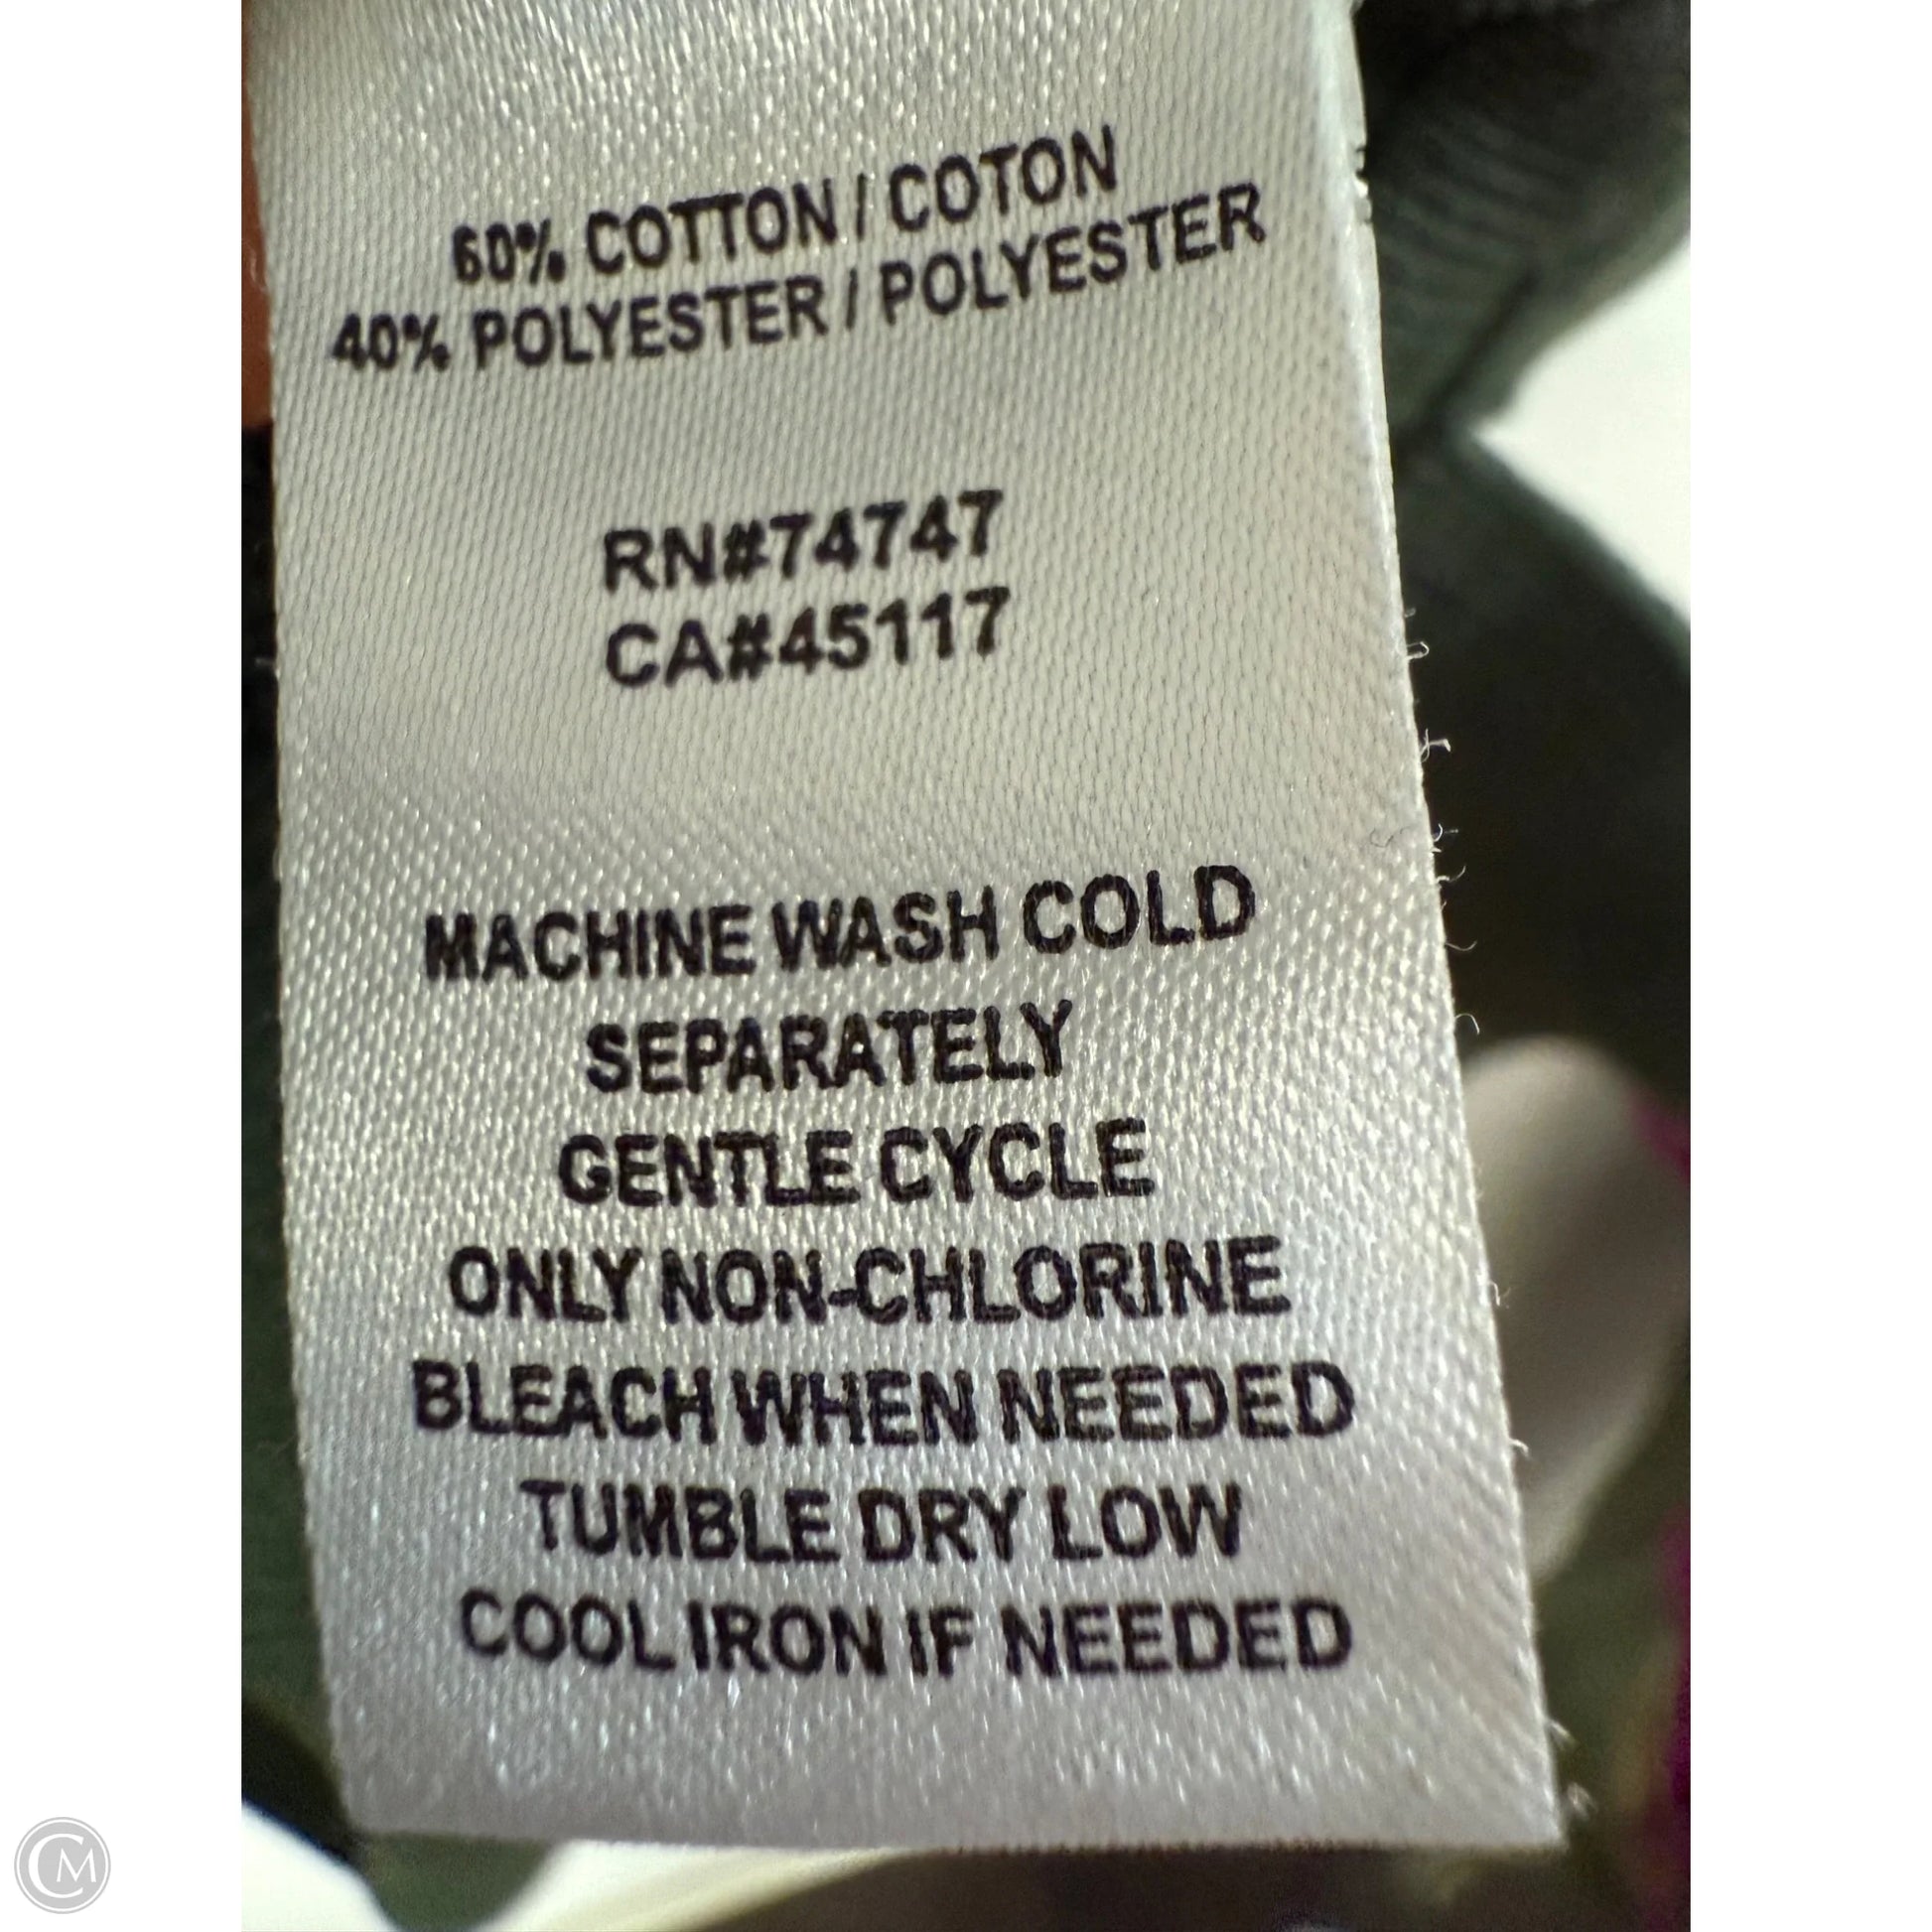 60% COTTON / COTON
40% POLYESTER / POLYESTER
RN#74747
CA#45117
MACHINE WASH COLD
SEPARATELY
GENTLE CYCLE
ONLY NON-CHLORINE
BLEACH WHEN NEEDED
TUMBLE DRY LOW
COOL IRON IF NEEDED
CM